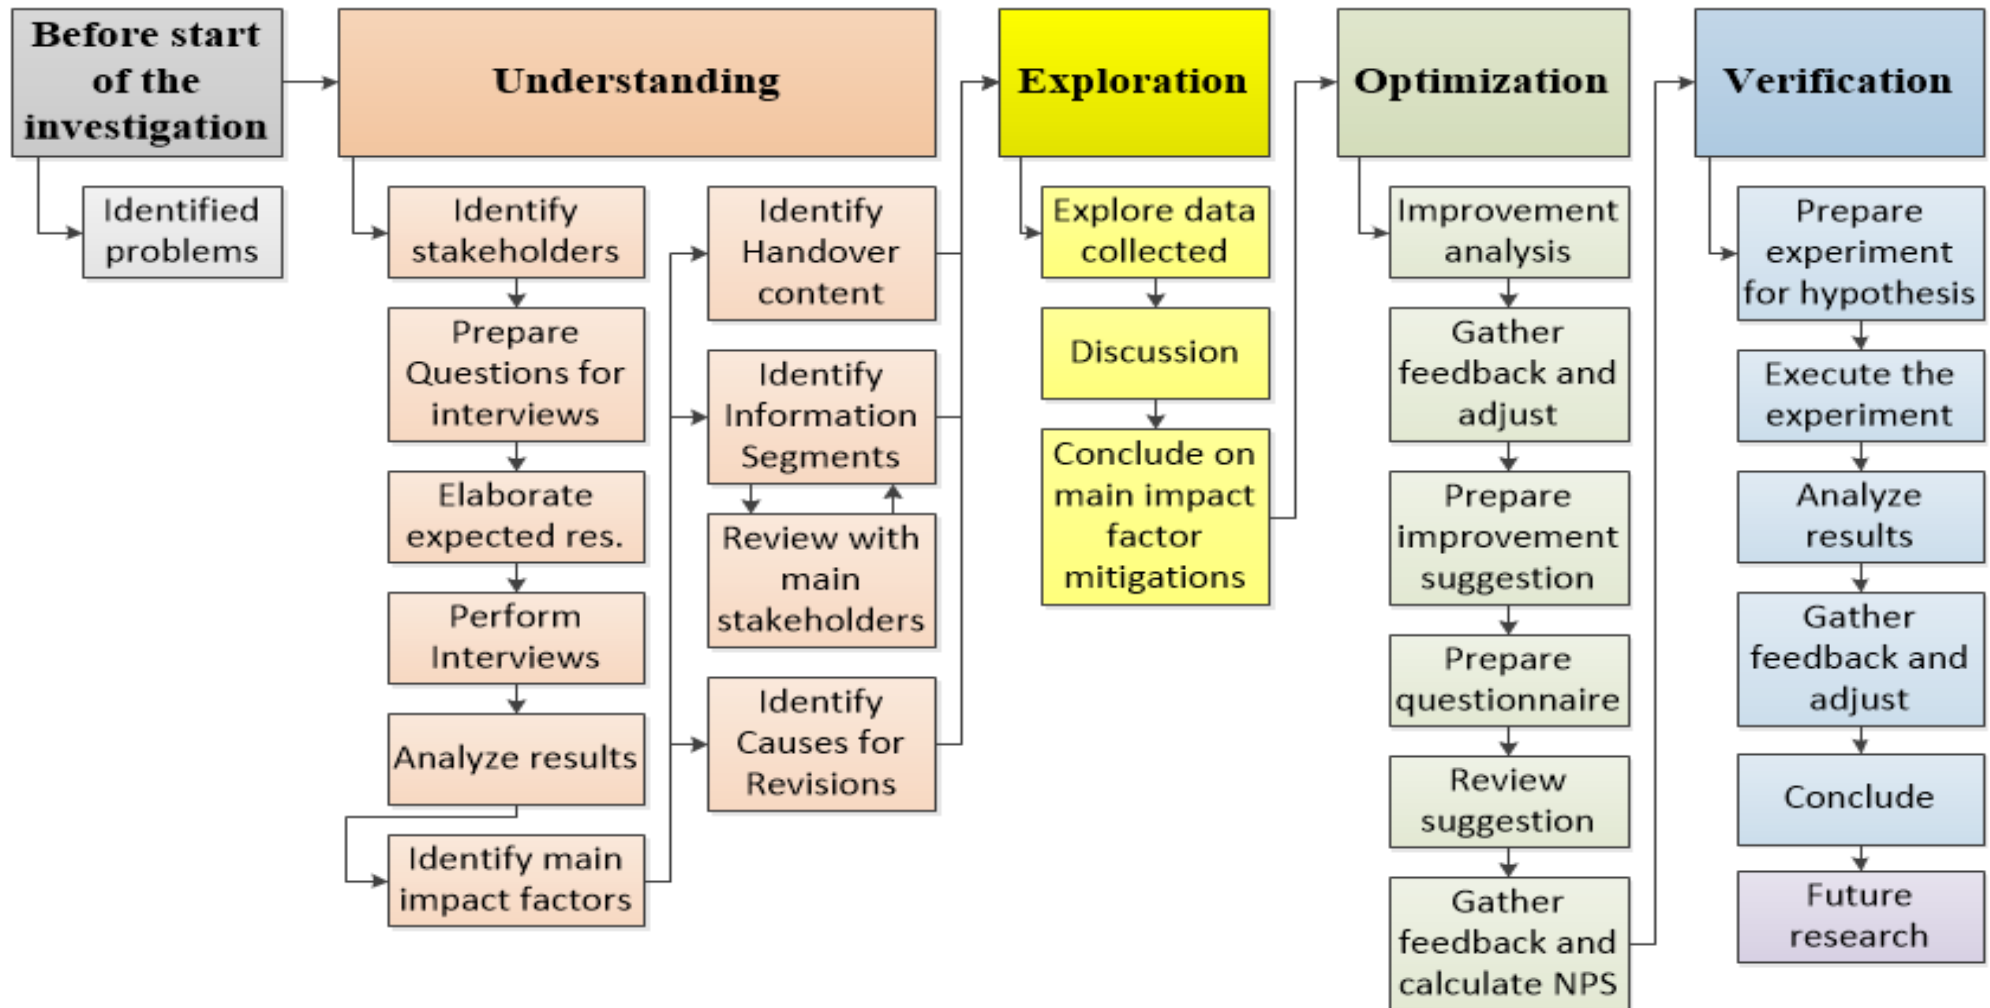 Before start
of the
investigation
Identified
problems
Understanding
Identify
stakeholders
Prepare
Questions for
interviews
Elaborate
expected res.
Perform
Interviews
Analyze results
Identify main
impact factors
Identify
Handover
content
Identify
Information
Segments
Review with
main
stakeholders
Identify
Causes for
Revisions
Exploration
Explore data
collected
Discussion
Conclude on
main impact
factor
mitigations
Optimization
Improvement
analysis
Gather
feedback and
adjust
Prepare
improvement
suggestion
Prepare
questionnaire
Review
suggestion
Gather
feedback and
calculate NPS
Verification
Prepare
experiment
for hypothesis
Execute the
experiment
Analyze
results
Gather
feedback and
adjust
Conclude
Future
research